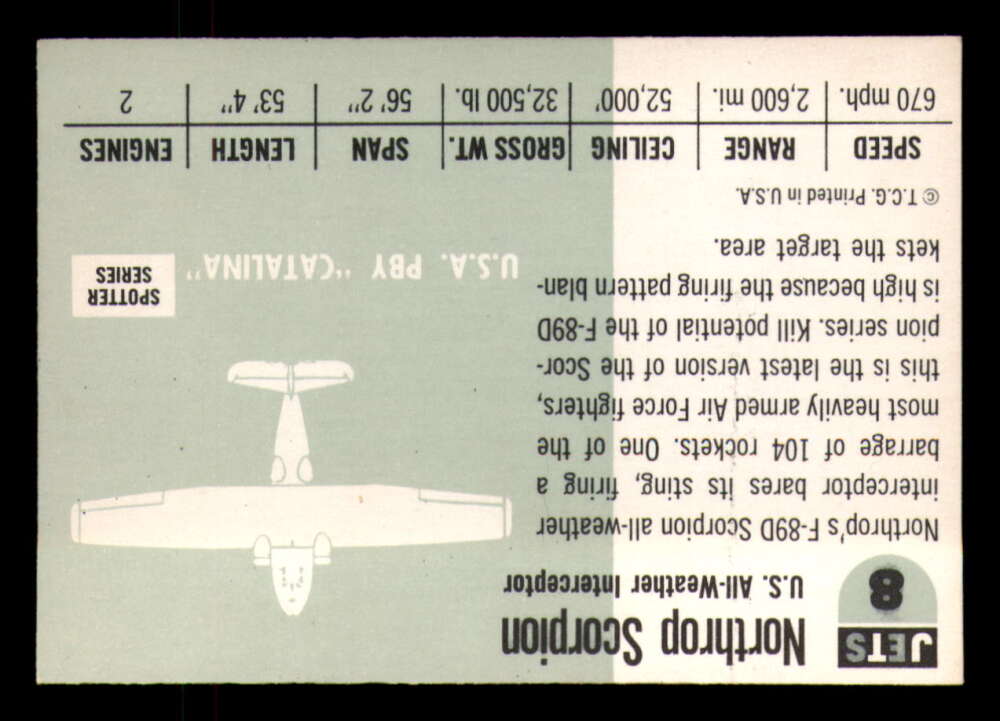 JETS
8
Northrop Scorpion
U.S. All-Weather Interceptor
Northrop's F-89D Scorpion all-weather
interceptor bares its sting, firing a
barrage of 104 rockets. One of the
most heavily armed Air Force fighters,
this is the latest version of the Scor-
pion series. Kill potential of the F-89D
is high because the firing pattern blan-
kets the target area.
© T.C.G. Printed in U.S.A.
U.S.A. PBY "CATALINA"
SPOTTER
SERIES
SPEED RANGE CEILING GROSS WT. SPAN LENGTH ENGINES
670 mph. 2,600 mi. 52,000' 32,500 lb. 56' 2" 53' 4" 2